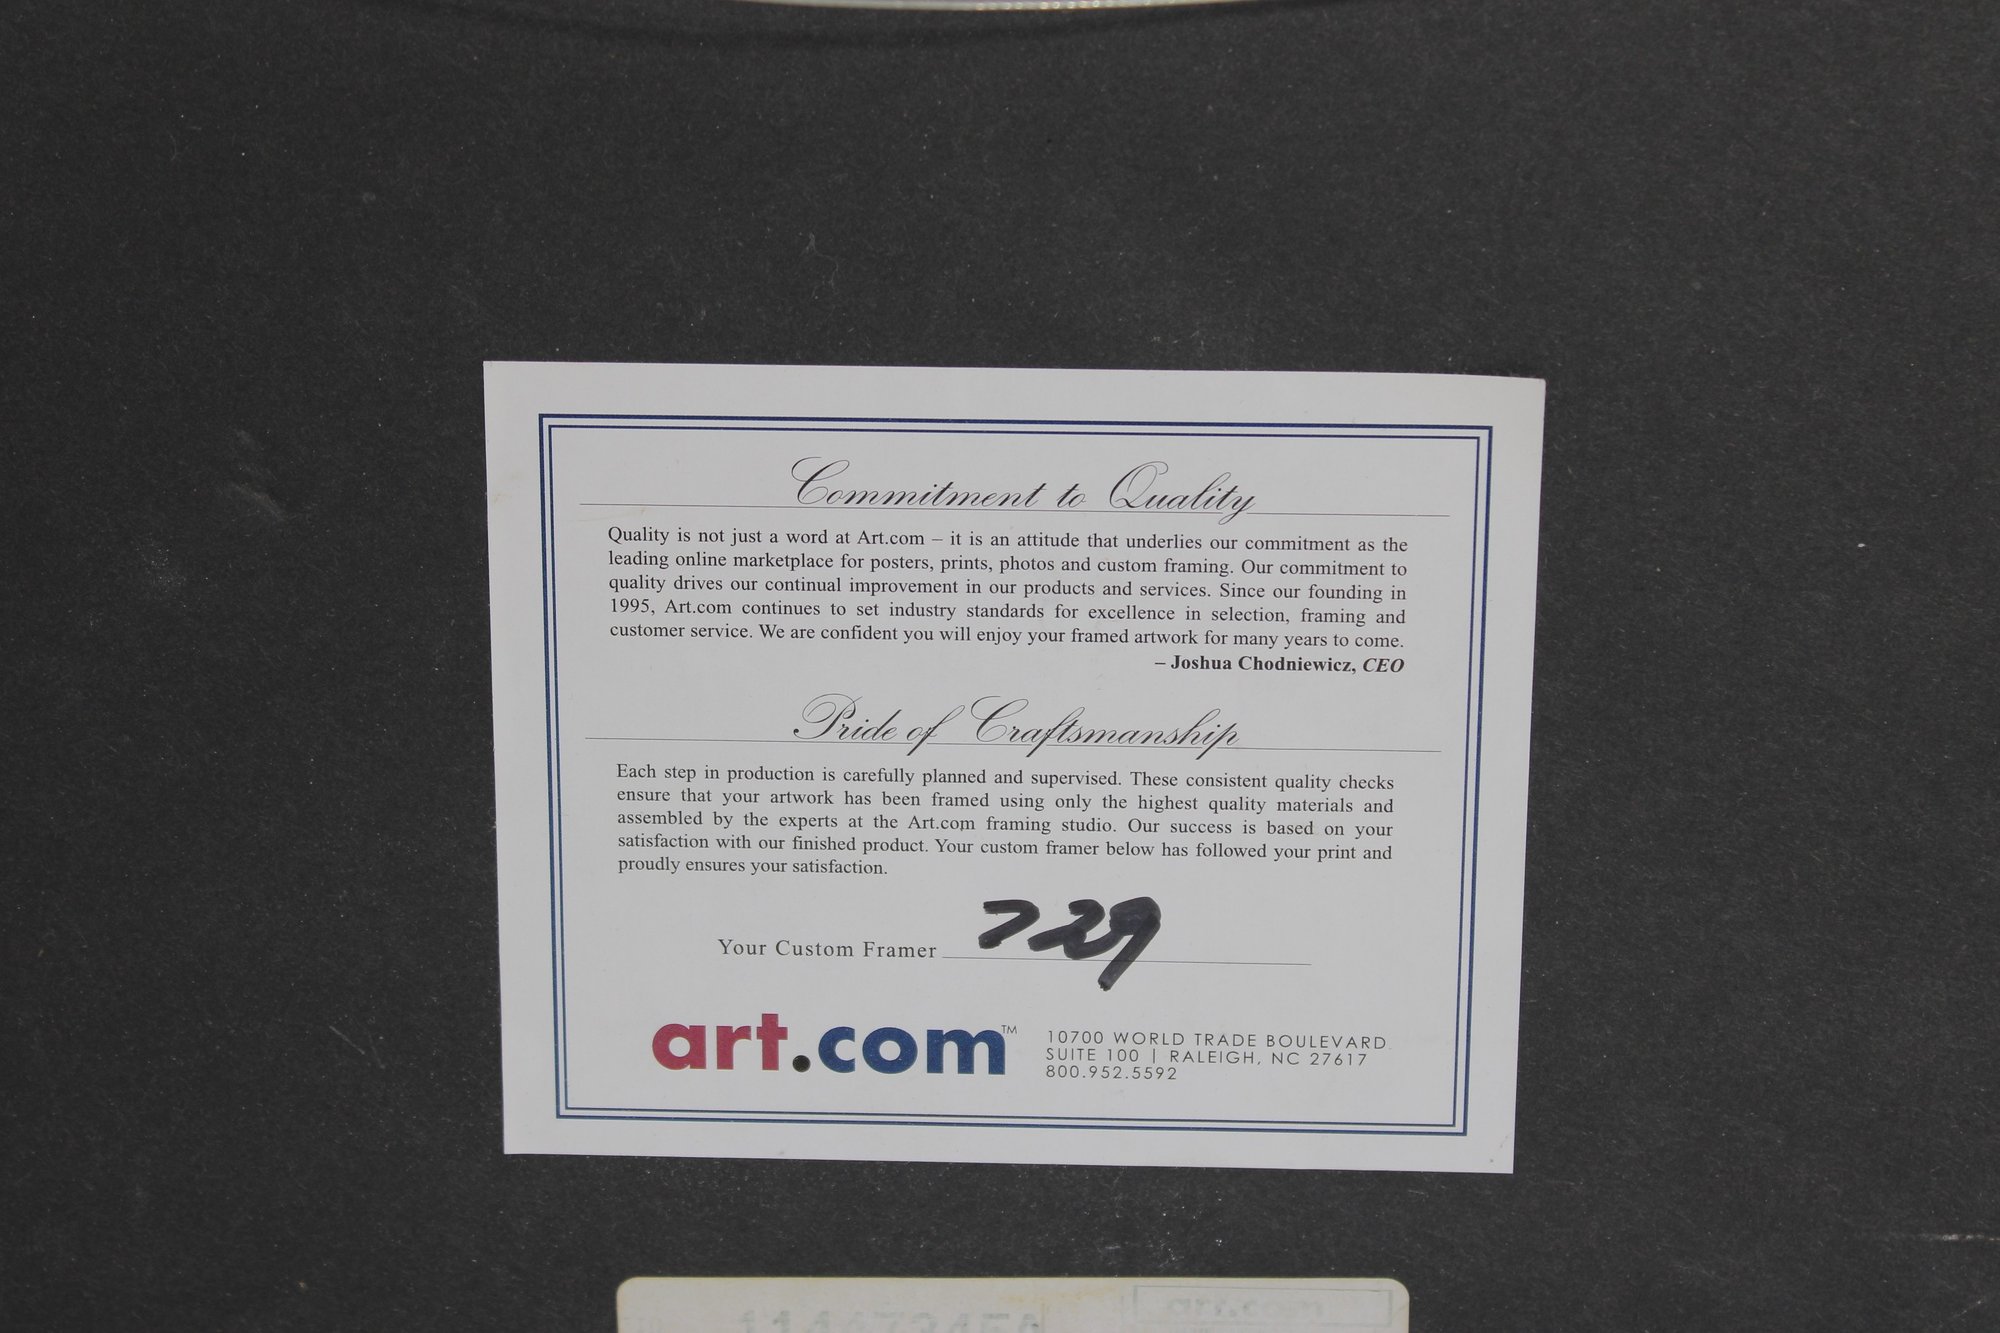 Commitment to Quality
Quality is not just a word at Art.com – it is an attitude that underlies our commitment as the
leading online marketplace for posters, prints, photos and custom framing. Our commitment to
quality drives our continual improvement in our products and services. Since our founding in
1995, Art.com continues to set industry standards for excellence in selection, framing and
customer service. We are confident you will enjoy your framed artwork for many years to come.
– Joshua Chodniewicz, CEO
Pride of Craftsmanship
Each step in production is carefully planned and supervised. These consistent quality checks
ensure that your artwork has been framed using only the highest quality materials and
assembled by the experts at the Art.com framing studio. Our success is based on your
satisfaction with our finished product. Your custom framer below has followed your print and
proudly ensures your satisfaction.
Your Custom Framer 729
art.com™
10700 WORLD TRADE BOULEVARD
SUITE 100 | RALEIGH, NC 27617
800.952.5592
art.com